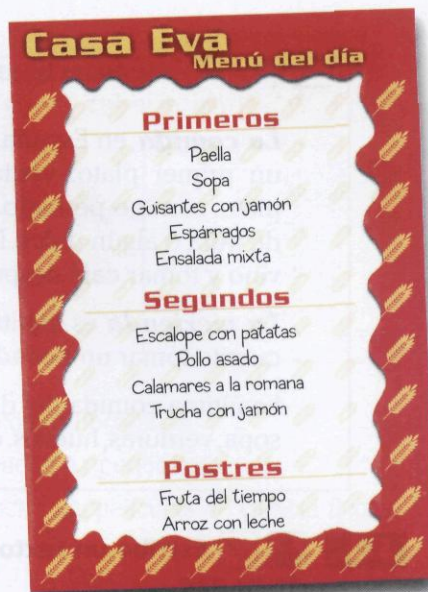 Casa Eva
Menú del día
Primeros
Paella
Sopa
Guisantes con jamón
Espárragos
Ensalada mixta
Segundos
Escalope con patatas
Pollo asado
Calamares a la romana
Trucha con jamón
Postres
Fruta del tiempo
Arroz con leche